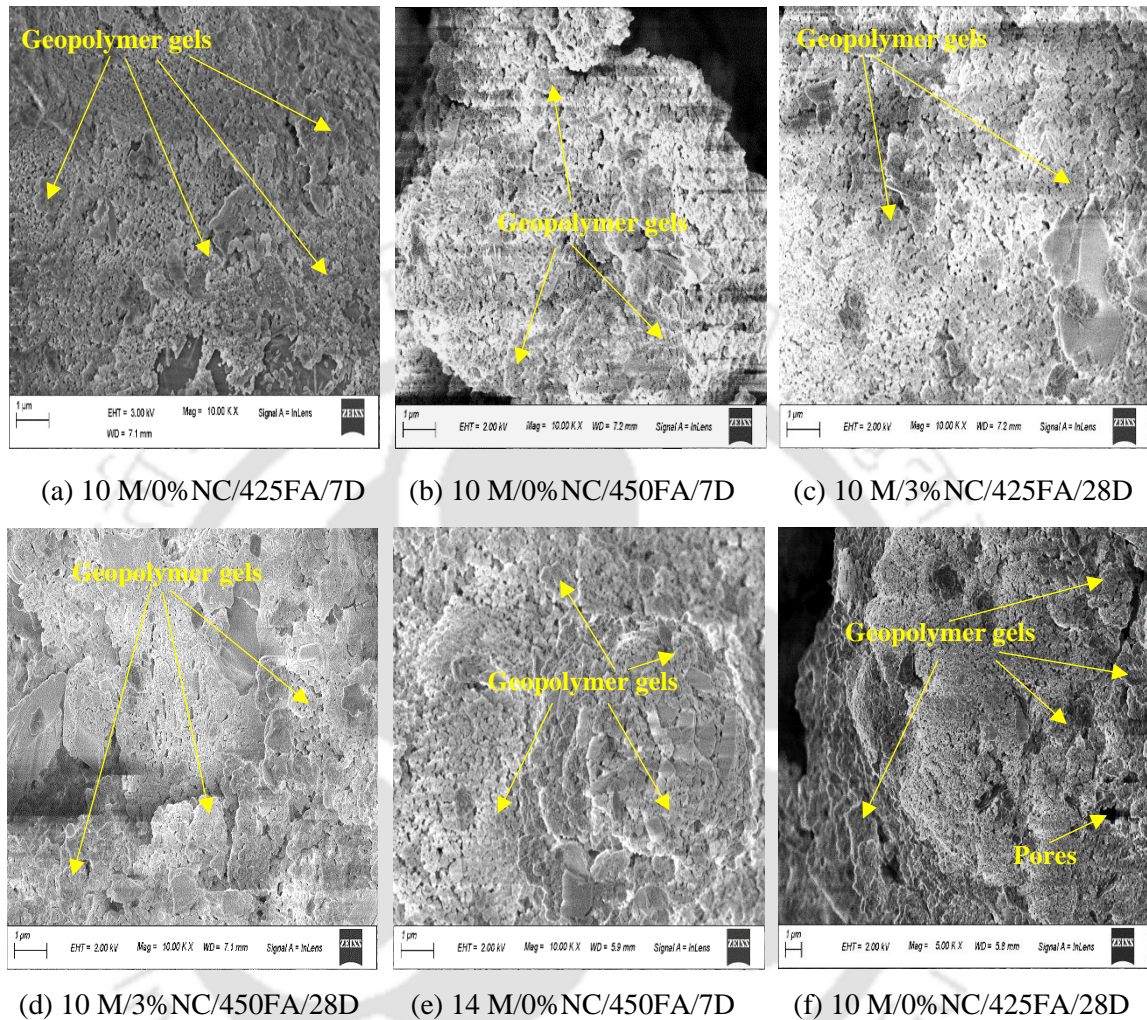 Geopolymer gels
1 µm
EHT = 3.00 kV
Mag = 10.00 K X
Signal A = InLens
ZEISS
WD = 7.1 mm
(a) 10 M/0%NC/425FA/7D
Geopolymer gels
1 µm
EHT = 2.00 kV
Mag = 10.00 K X
WD = 7.2 mm
Signal A = InLens
ZEISS
(b) 10 M/0%NC/450FA/7D
Geopolymer gels
1 µm
EHT = 2.00 kV
Mag = 10.00 K X
WD = 7.2 mm
Signal A = InLens
ZEISS
(c) 10 M/3%NC/425FA/28D
Geopolymer gels
1 µm
EHT = 2.00 kV
Mag = 10.00 K X
WD = 7.1 mm
Signal A = InLens
ZEISS
(d) 10 M/3%NC/450FA/28D
Geopolymer gels
1 µm
EHT = 2.00 kV
Mag = 10.00 K X
WD = 5.9 mm
Signal A = InLens
ZEISS
(e) 14 M/0%NC/450FA/7D
Geopolymer gels
Pores
1 µm
EHT = 2.00 kV
Mag = 5.00 K X
WD = 5.8 mm
Signal A = InLens
ZEISS
(f) 10 M/0%NC/425FA/28D